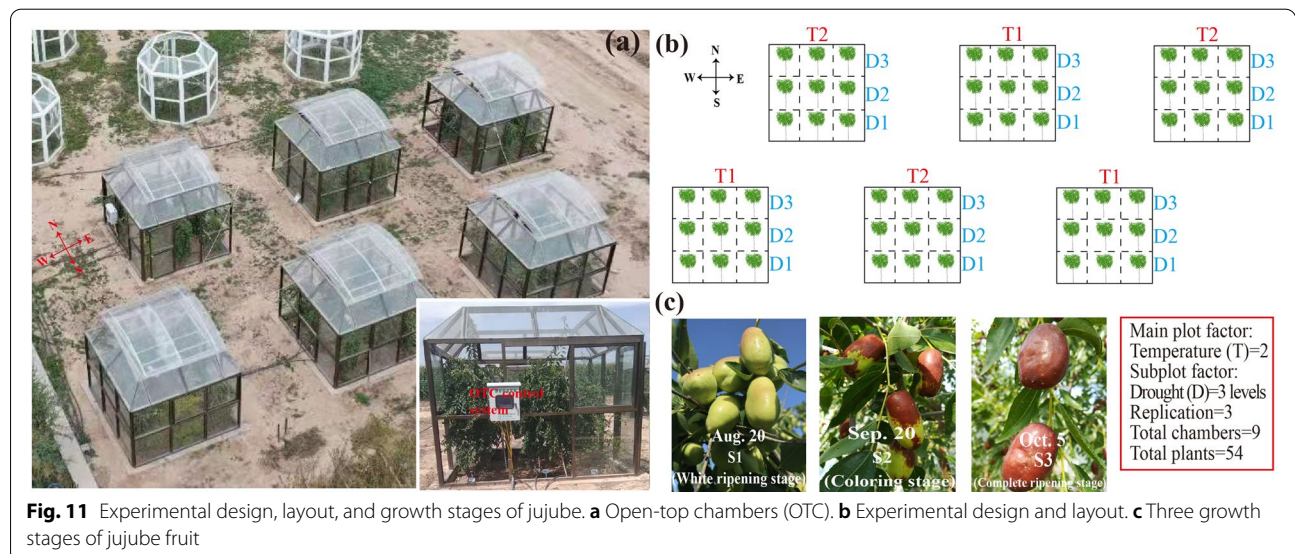 (a)
N
W E
OTC control
system
(b)
N
W E
S
T2 T1 T2
D3 D3 D3
D2 D2 D2
D1 D1 D1
T1 T2 T1
D3 D3 D3
D2 D2 D2
D1 D1 D1
(c)
Aug. 20
S1
(White ripening stage)
Sep. 20
S2
(Coloring stage)
Oct. 5
S3
(Complete ripening stage)
Main plot factor:
Temperature (T)=2
Subplot factor:
Drought (D)=3 levels
Replication=3
Total chambers=9
Total plants=54
Fig. 11 Experimental design, layout, and growth stages of jujube. a Open-top chambers (OTC). b Experimental design and layout. c Three growth
stages of jujube fruit